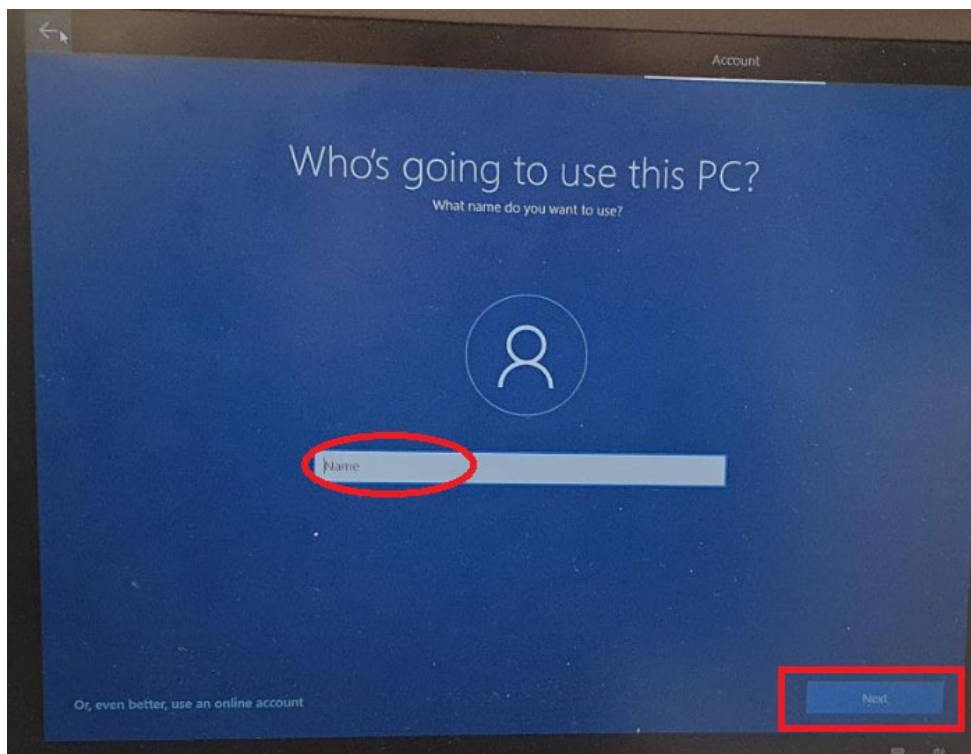 Account
Who's going to use this PC?
What name do you want to use?
Name
Or, even better, use an online account
Next